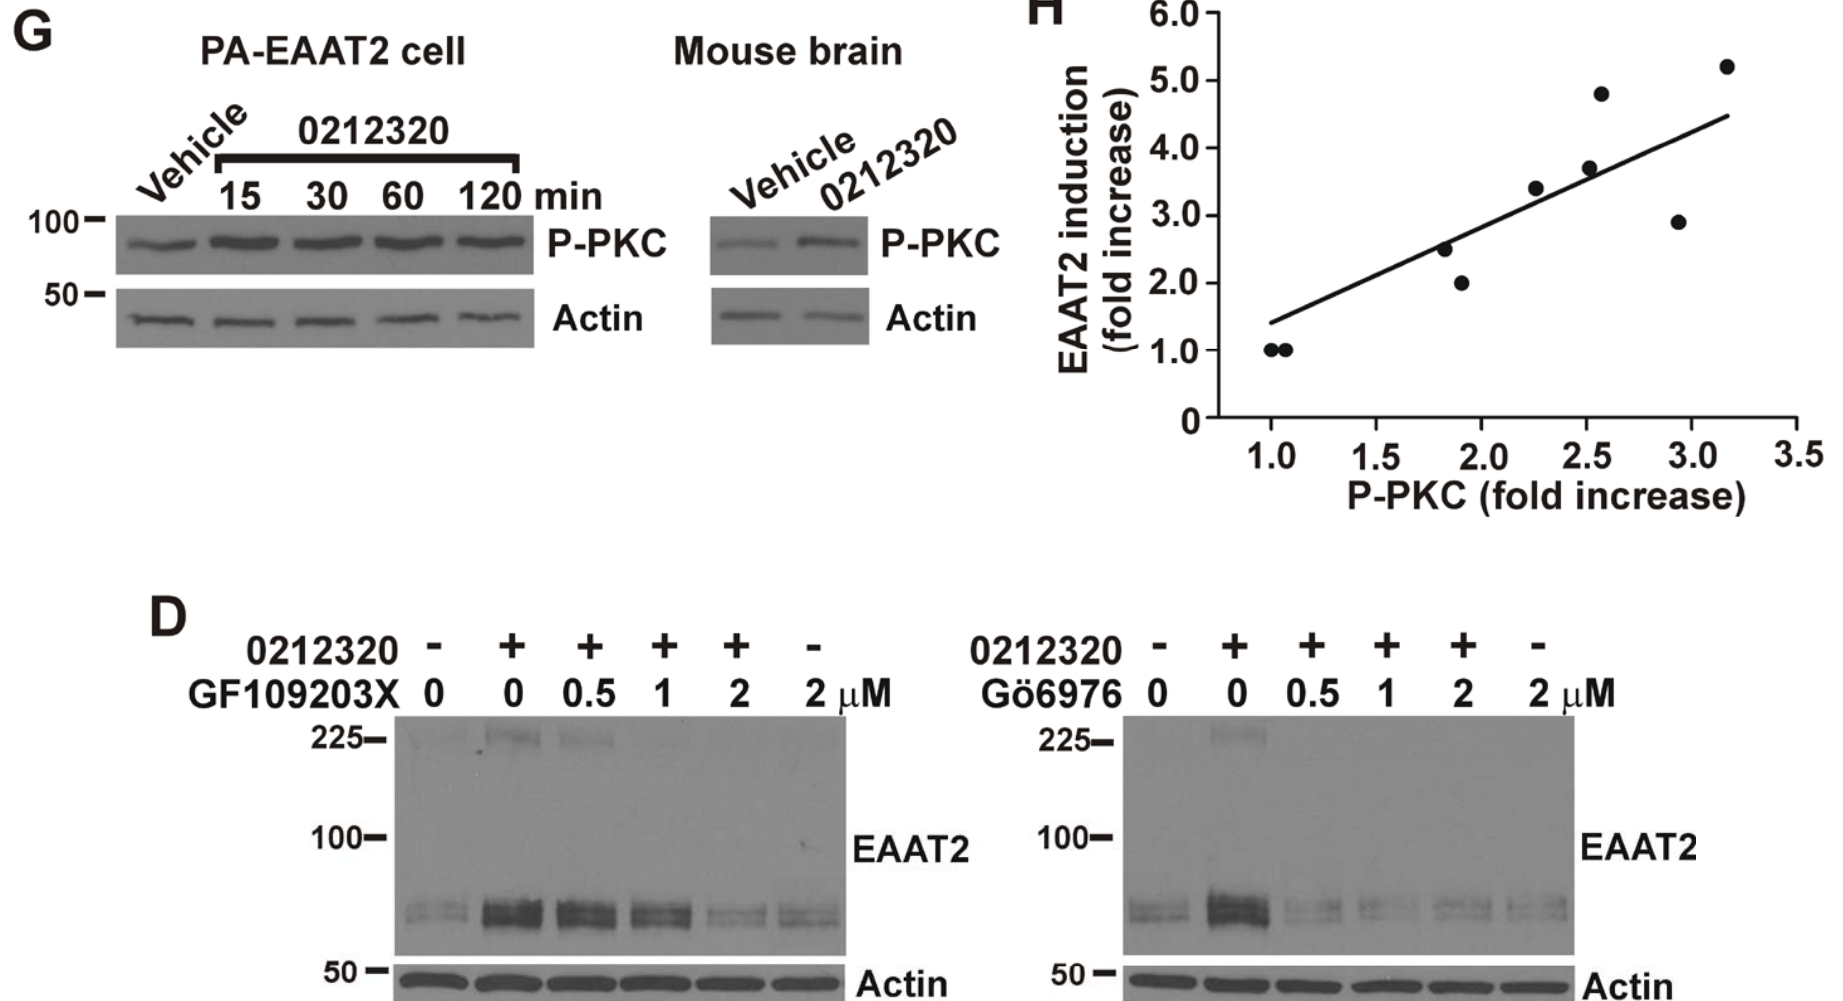 G
PA-EAAT2 cell
Mouse brain
Vehicle
0212320
15 30 60 120 min
100
P-PKC
50
Actin
Vehicle
0212320
P-PKC
Actin
H
EAAT2 induction
(fold increase)
6.0
5.0
4.0
3.0
2.0
1.0
0
1.0 1.5 2.0 2.5 3.0 3.5
P-PKC (fold increase)
D
0212320 - + + + + -
GF109203X 0 0 0.5 1 2 2 µM
225
100
EAAT2
50
Actin
0212320 - + + + + -
Gö6976 0 0 0.5 1 2 2 µM
225
100
EAAT2
50
Actin